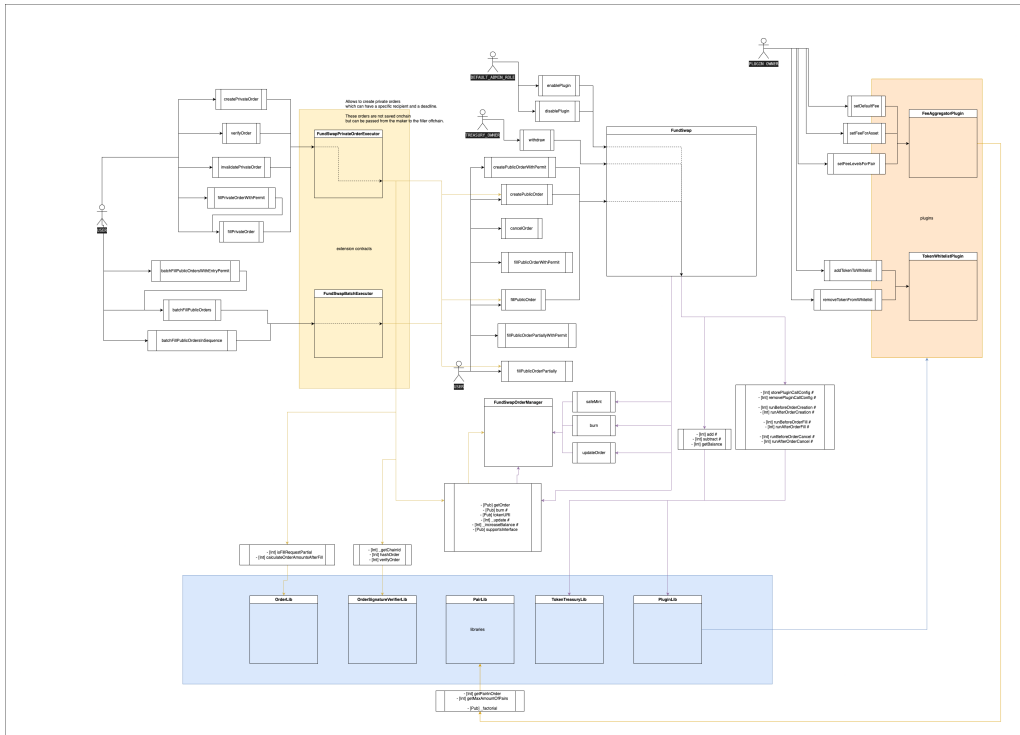 PLUGIN_OWNER
DEFAULT_ADMIN_ROLE
TREASURY_OWNER
createPrivateOrder
verifyOrder
invalidatePrivateOrder
fillPrivateOrderWithPermit
fillPrivateOrder
USER
batchFillPublicOrdersWithEntryPermit
batchFillPublicOrders
batchFillPublicOrdersInSequence
Allows to create private orders
which can have a specific recipient and a deadline.
These orders are not saved onchain
but can be passed from the maker to the filler offchain.
FundSwapPrivateOrderExecutor
extension contracts
FundSwapBatchExecutor
enablePlugin
disablePlugin
withdraw
createPublicOrderWithPermit
createPublicOrder
cancelOrder
fillPublicOrderWithPermit
fillPublicOrder
fillPublicOrderPartiallyWithPermit
fillPublicOrderPartially
USER
FundSwap
setDefaultFee
setFeeForAsset
setFeeLevelsForPair
addTokenToWhitelist
removeTokenFromWhitelist
FeeAggregatorPlugin
plugins
TokenWhitelistPlugin
FundSwapOrderManager
safeMint
burn
updateOrder
- [Int] add #
- [Int] subtract #
- [Int] getBalance
- [Int] storePluginCallConfig #
- [Int] removePluginCallConfig #
- [Int] runBeforeOrderCreation #
- [Int] runAfterOrderCreation #
- [Int] runBeforeOrderFill #
- [Int] runAfterOrderFill #
- [Int] runBeforeOrderCancel #
- [Int] runAfterOrderCancel #
- [Pub] getOrder
- [Pub] burn #
- [Pub] tokenURI
- [Int] _update #
- [Int] _increaseBalance #
- [Pub] supportsInterface
- [Int] isFillRequestPartial
- [Int] calculateOrderAmountsAfterFill
- [Int] _getChainId
- [Int] hashOrder
- [Int] verifyOrder
OrderLib
OrderSignatureVerifierLib
PairLib
libraries
TokenTreasuryLib
PluginLib
- [Int] getPairInOrder
- [Int] getMaxAmountOfPairs
- [Pub] _factorial